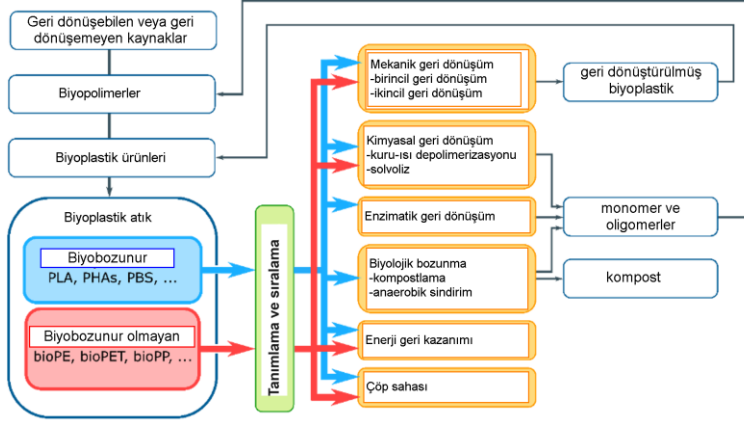 Geri dönüşebilen veya geri
dönüşemeyen kaynaklar
Biyopolimerler
Biyoplastik ürünleri
Biyoplastik atık
Biyobozunur
PLA, PHAs, PBS, ...
Biyobozunur olmayan
bioPE, bioPET, bioPP, ...
Tanımlama ve sıralama
Mekanik geri dönüşüm
-birincil geri dönüşüm
-ikincil geri dönüşüm
Kimyasal geri dönüşüm
-kuru-ısı depolimerizasyonu
-solvoliz
Enzimatik geri dönüşüm
Biyolojik bozunma
-kompostlama
-anaerobik sindirim
Enerji geri kazanımı
Çöp sahası
geri dönüştürülmüş
biyoplastik
monomer ve
oligomerler
kompost